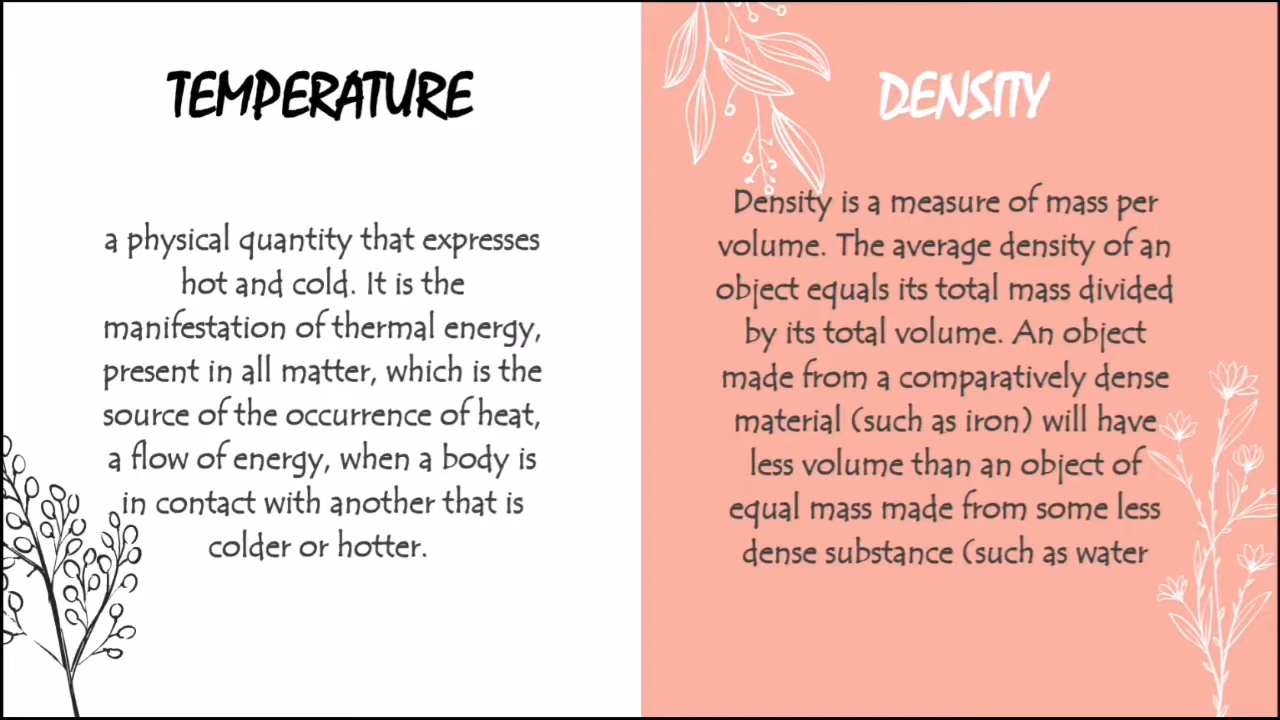 TEMPERATURE
a physical quantity that expresses
hot and cold. It is the
manifestation of thermal energy,
present in all matter, which is the
source of the occurrence of heat,
a flow of energy, when a body is
in contact with another that is
colder or hotter.
DENSITY
Density is a measure of mass per
volume. The average density of an
object equals its total mass divided
by its total volume. An object
made from a comparatively dense
material (such as iron) will have
less volume than an object of
equal mass made from some less
dense substance (such as water